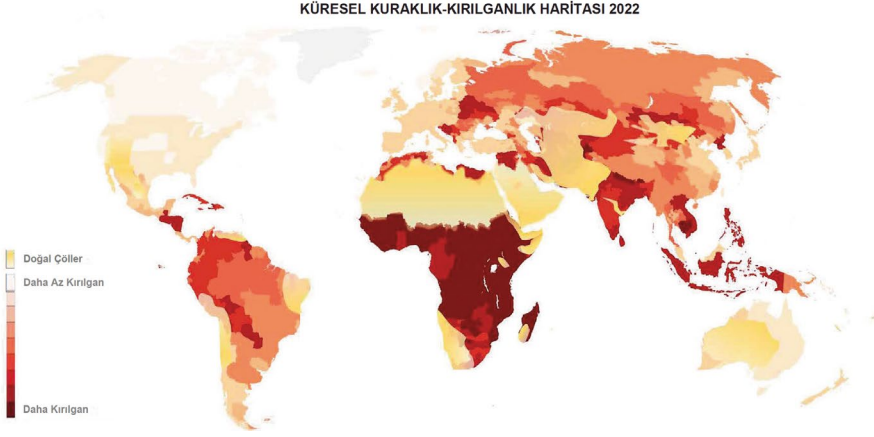 KÜRESEL KURAKLIK-KIRILGANLIK HARİTASI 2022
Doğal Çöller
Daha Az Kırılgan
Daha Kırılgan